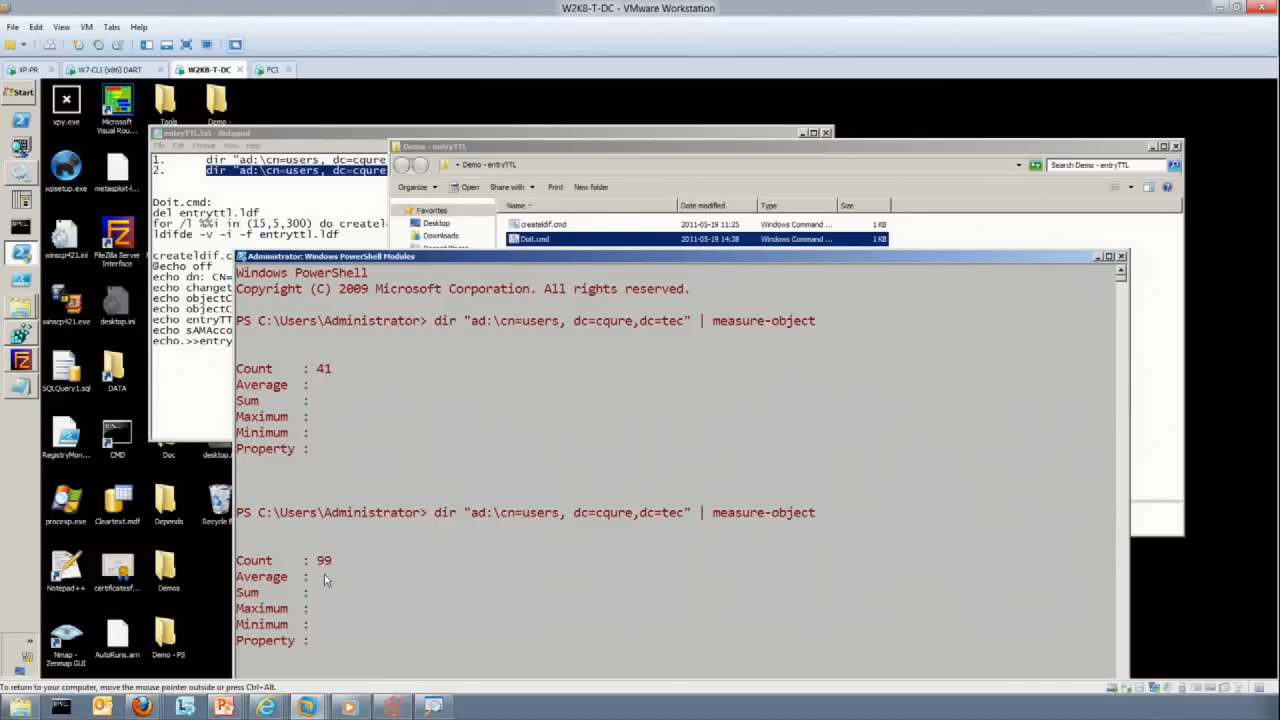 W2K8-T-DC - VMware Workstation
File Edit View VM Tabs Help
XP-PR W7-CLI (x86) DART W2K8-T-DC FCI
Start
xpy.exe
Microsoft Visual Rou...
Tools
Demo -
wpsetup.exe
metasploit-l...
winscp421.ini
FileZilla Server Interface
winscp421.exe
desktop.ini
SQLQuery1.sql
DATA
RegistryMon...
CMD
Doc
desktop.
procexp.exe
Cleartext.mdf
Depends
Recycle B
Notepad++
certificatesf...
Demos
Nmap - Zenmap GUI
AutoRuns.arn
Demo - PS
entryTTL.txt - Notepad
File Edit Format View Help
1. dir "ad:\cn=users, dc=cqure
2. dir "ad:\cn=users, dc=cqure
Doit.cmd:
del entryttl.ldf
for /l %%i in (15,5,300) do createl
ldifde -v -i -f entryttl.ldf
createldif.c
@echo off
echo dn: CN=
echo changet
echo objectC
echo objectC
echo entryTT
echo sAMAcco
echo.>>entry
Demo - entryTTL
Demo - entryTTL
Search Demo - entryTTL
Organize Open Share with Print New folder
Favorites
Desktop
Downloads
Recent Places
Name Date modified Type Size
createldif.cmd 2011-05-19 11:25 Windows Command ... 1 KB
Doit.cmd 2011-05-19 14:38 Windows Command ... 1 KB
Administrator: Windows PowerShell Modules
Windows PowerShell
Copyright (C) 2009 Microsoft Corporation. All rights reserved.
PS C:\Users\Administrator> dir "ad:\cn=users, dc=cqure,dc=tec" | measure-object
Count : 41
Average :
Sum :
Maximum :
Minimum :
Property :
PS C:\Users\Administrator> dir "ad:\cn=users, dc=cqure,dc=tec" | measure-object
Count : 99
Average :
Sum :
Maximum :
Minimum :
Property :
To return to your computer, move the mouse pointer outside or press Ctrl+Alt.